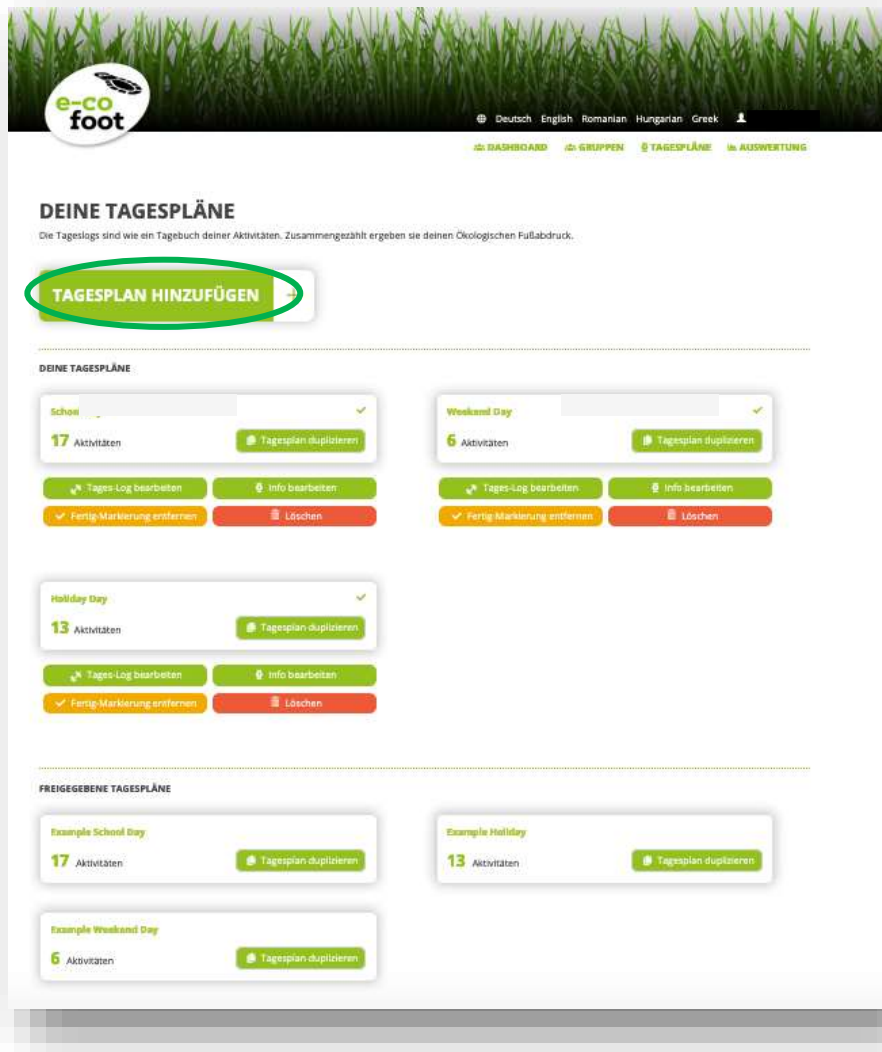 e-co
foot
Deutsch English Romanian Hungarian Greek
DASHBOARD GRUPPEN TAGESPLÄNE AUSWERTUNG
DEINE TAGESPLÄNE
Die Tageslogs sind wie ein Tagebuch deiner Aktivitäten. Zusammengezählt ergeben sie deinen Ökologischen Fußabdruck.
TAGESPLAN HINZUFÜGEN
DEINE TAGESPLÄNE
Weekend Day
17 Aktivitäten Tagesplan duplizieren
6 Aktivitäten Tagesplan duplizieren
Tages-Log bearbeiten Info bearbeiten
Tages-Log bearbeiten Info bearbeiten
Fertig-Markierung entfernen Löschen
Fertig-Markierung entfernen Löschen
Holiday Day
13 Aktivitäten Tagesplan duplizieren
Tages-Log bearbeiten Info bearbeiten
Fertig-Markierung entfernen Löschen
FREIGEGEBENE TAGESPLÄNE
Example School Day
Example Holiday
17 Aktivitäten Tagesplan duplizieren
13 Aktivitäten Tagesplan duplizieren
Example Weekend Day
6 Aktivitäten Tagesplan duplizieren